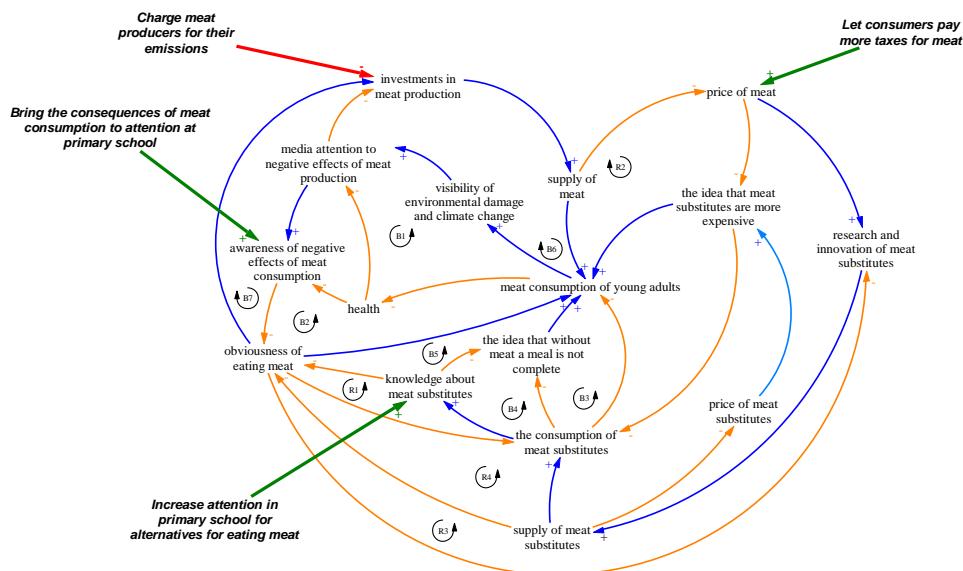 Charge meat
producers for their
emissions
Let consumers pay
more taxes for meat
-
investments in
meat production
-
+
-
+
price of meat
Bring the consequences of meat
consumption to attention at
primary school
+
media attention to
negative effects of meat
production
-
+
supply of
meat
R2
-
the idea that meat
substitutes are more
expensive
visibility of
environmental damage
and climate change
+
B1
B6
+
+
research and
innovation of meat
substitutes
-
+
+
awareness of negative
effects of meat
consumption
-
+
+
meat consumption of young adults
-
+
+
-
B7
B2
health
-
-
obviousness of
eating meat
-
-
B5
the idea that without
meat a meal is not
complete
-
R1
knowledge about
meat substitutes
+
+
-
B4
B3
price of meat
substitutes
-
-
-
the consumption of
meat substitutes
+
R4
Increase attention in
primary school for
alternatives for eating meat
R3
supply of meat
substitutes
+